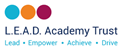 L.E.A.D. Academy Trust
Lead • Empower • Achieve • Drive